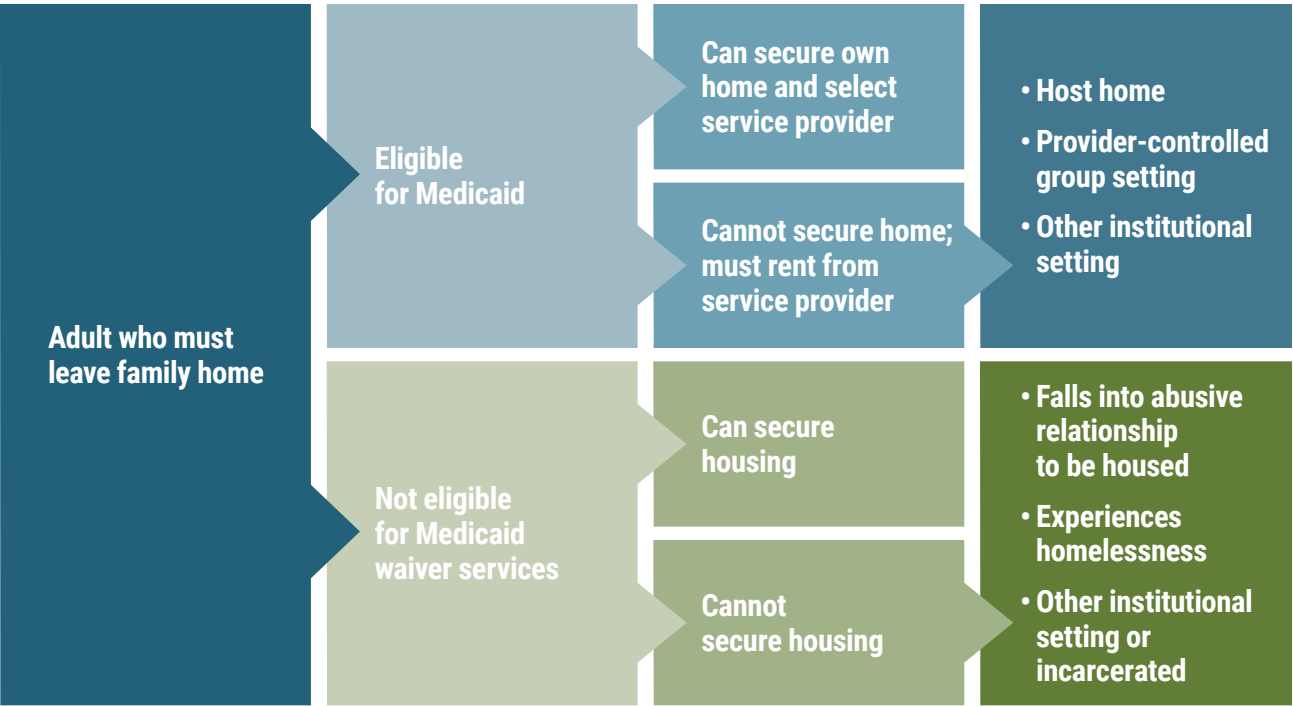 Adult who must
leave family home
Eligible
for Medicaid
Can secure own
home and select
service provider
Cannot secure home;
must rent from
service provider
• Host home
• Provider-controlled
group setting
• Other institutional
setting
Not eligible
for Medicaid
waiver services
Can secure
housing
Cannot
secure housing
• Falls into abusive
relationship
to be housed
• Experiences
homelessness
• Other institutional
setting or
incarcerated